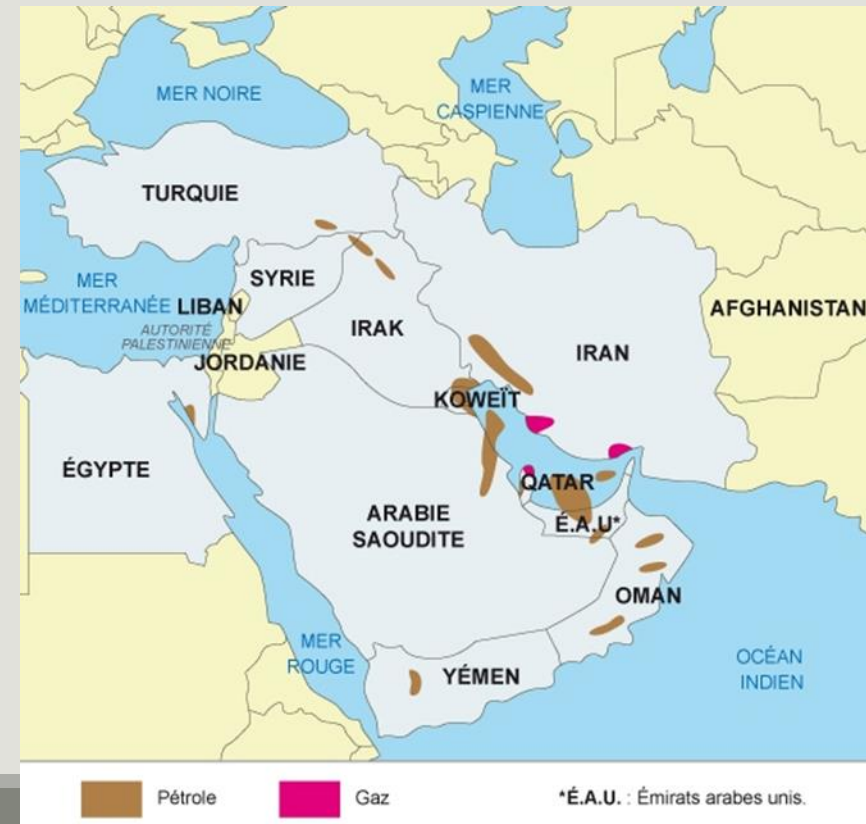 MER NOIRE
MER
CASPIENNE
TURQUIE
SYRIE
MER
MÉDITERRANÉE
LIBAN
AUTORITÉ
PALESTINIENNE
JORDANIE
IRAK
IRAN
AFGHANISTAN
KOWEÏT
ÉGYPTE
QATAR
ARABIE
SAOUDITE
É.A.U*
OMAN
MER
ROUGE
YÉMEN
OCÉAN
INDIEN
Pétrole
Gaz
*É.A.U. : Émirats arabes unis.